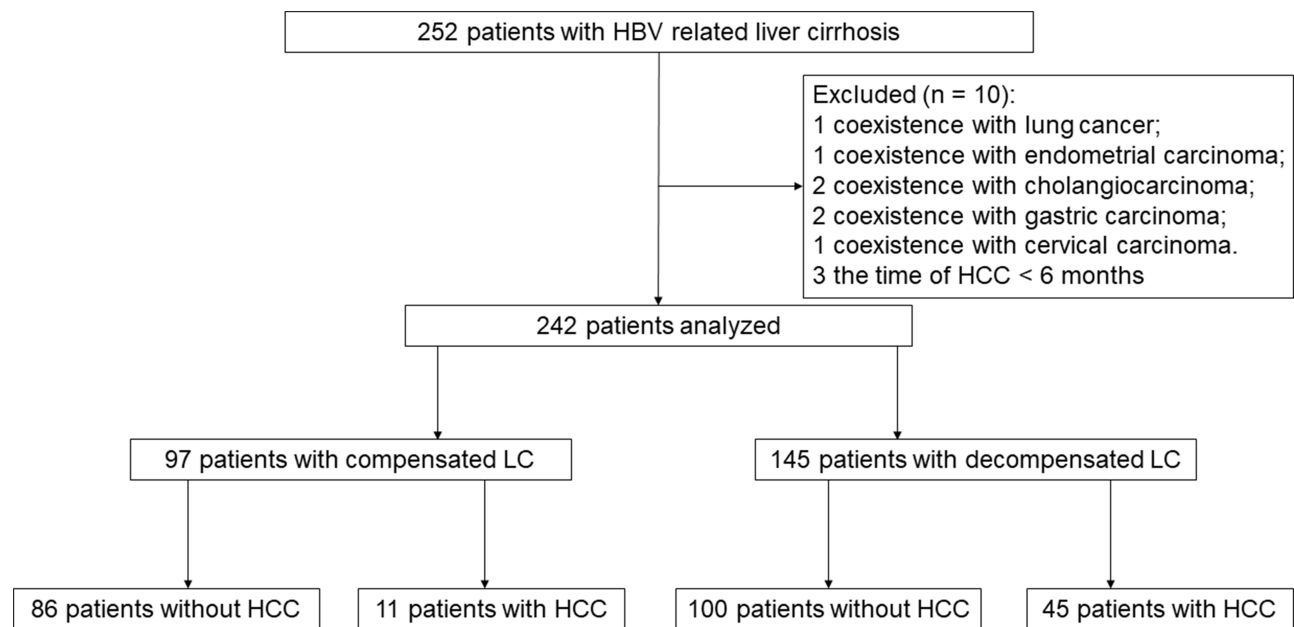 252 patients with HBV related liver cirrhosis
Excluded (n = 10):
1 coexistence with lung cancer;
1 coexistence with endometrial carcinoma;
2 coexistence with cholangiocarcinoma;
2 coexistence with gastric carcinoma;
1 coexistence with cervical carcinoma.
3 the time of HCC < 6 months
242 patients analyzed
97 patients with compensated LC
145 patients with decompensated LC
86 patients without HCC
11 patients with HCC
100 patients without HCC
45 patients with HCC